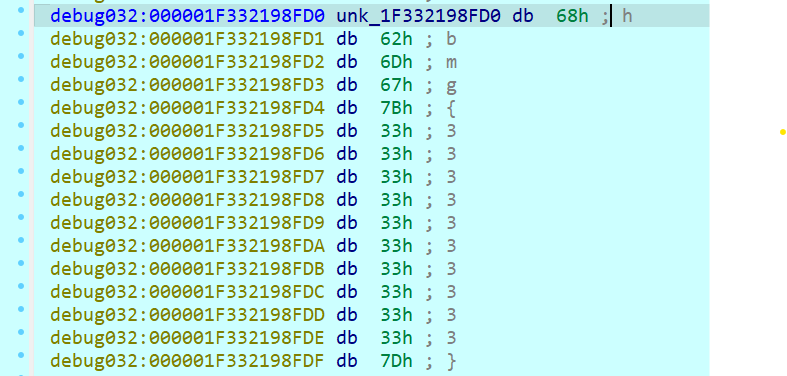 debug032:000001F332198FD0 unk_1F332198FD0 db  68h ; h
debug032:000001F332198FD1 db  62h ; b
debug032:000001F332198FD2 db  6Dh ; m
debug032:000001F332198FD3 db  67h ; g
debug032:000001F332198FD4 db  7Bh ; {
debug032:000001F332198FD5 db  33h ; 3
debug032:000001F332198FD6 db  33h ; 3
debug032:000001F332198FD7 db  33h ; 3
debug032:000001F332198FD8 db  33h ; 3
debug032:000001F332198FD9 db  33h ; 3
debug032:000001F332198FDA db  33h ; 3
debug032:000001F332198FDB db  33h ; 3
debug032:000001F332198FDC db  33h ; 3
debug032:000001F332198FDD db  33h ; 3
debug032:000001F332198FDE db  33h ; 3
debug032:000001F332198FDF db  7Dh ; }